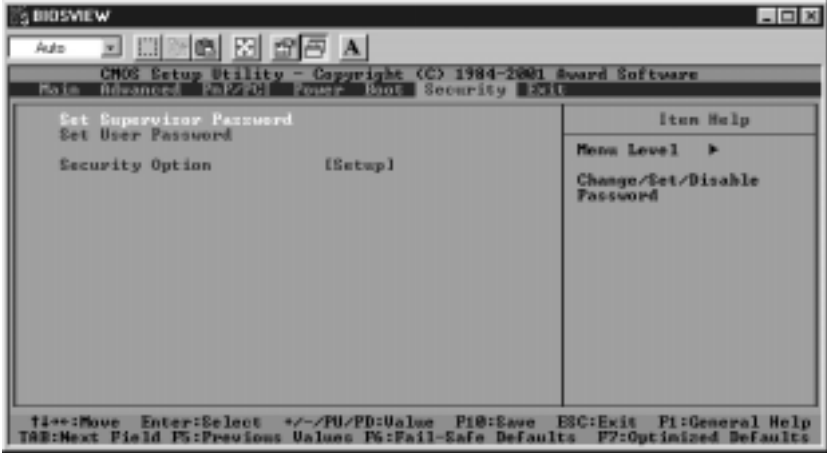 BIOSVIEW
Auto
A
CMOS Setup Utility - Copyright (C) 1984-2001 Award Software
Main Advanced PnP/PCI Power Boot Security Exit
Set Supervisor Password
Set User Password
Security Option [Setup]
Item Help
Menu Level ▶
Change/Set/Disable
Password
↑↓←→:Move Enter:Select +/-/PU/PD:Value F10:Save ESC:Exit F1:General Help
TAB:Next Field F5:Previous Values F6:Fail-Safe Defaults F7:Optimized Defaults